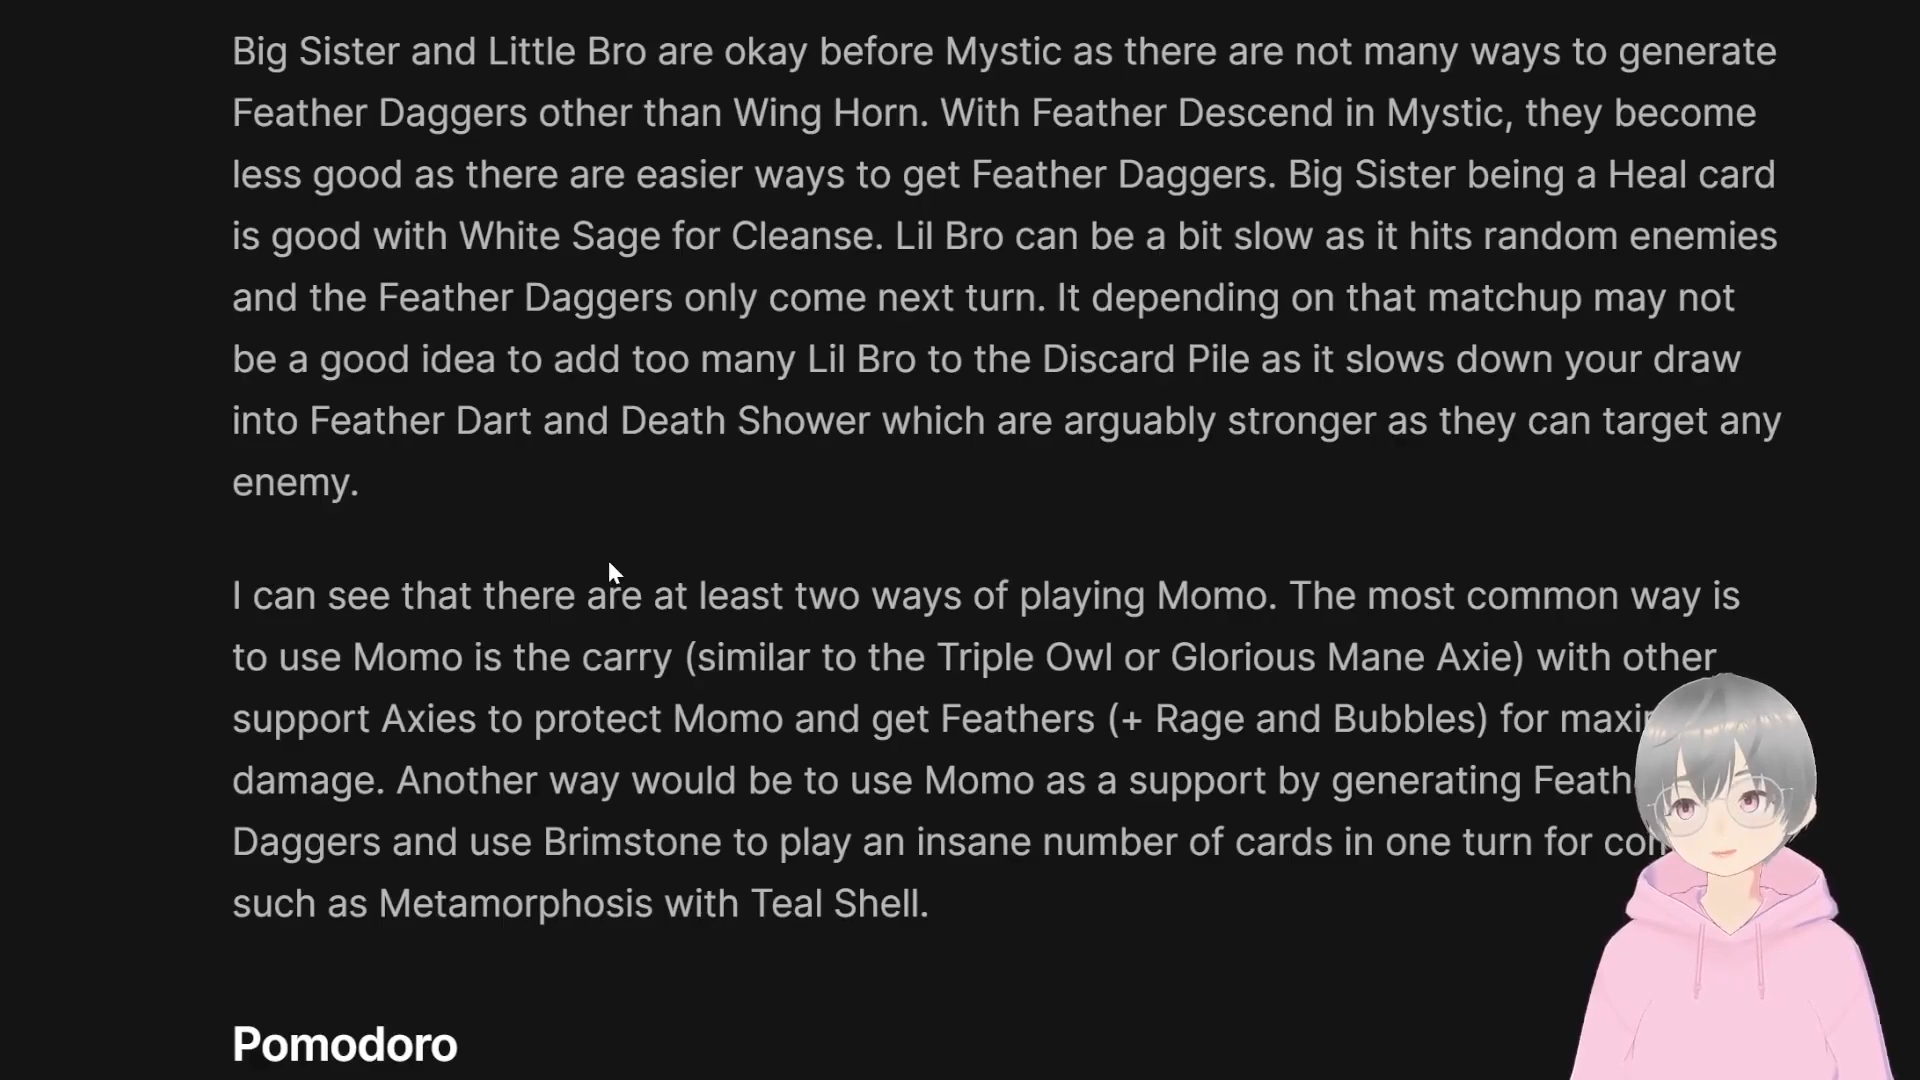 Big Sister and Little Bro are okay before Mystic as there are not many ways to generate
Feather Daggers other than Wing Horn. With Feather Descend in Mystic, they become
less good as there are easier ways to get Feather Daggers. Big Sister being a Heal card
is good with White Sage for Cleanse. Lil Bro can be a bit slow as it hits random enemies
and the Feather Daggers only come next turn. It depending on that matchup may not
be a good idea to add too many Lil Bro to the Discard Pile as it slows down your draw
into Feather Dart and Death Shower which are arguably stronger as they can target any
enemy.
I can see that there are at least two ways of playing Momo. The most common way is
to use Momo is the carry (similar to the Triple Owl or Glorious Mane Axie) with other
support Axies to protect Momo and get Feathers (+ Rage and Bubbles) for
damage. Another way would be to use Momo as a support by generating
Daggers and use Brimstone to play an insane number of cards in one turn for
such as Metamorphosis with Teal Shell.
Pomodoro